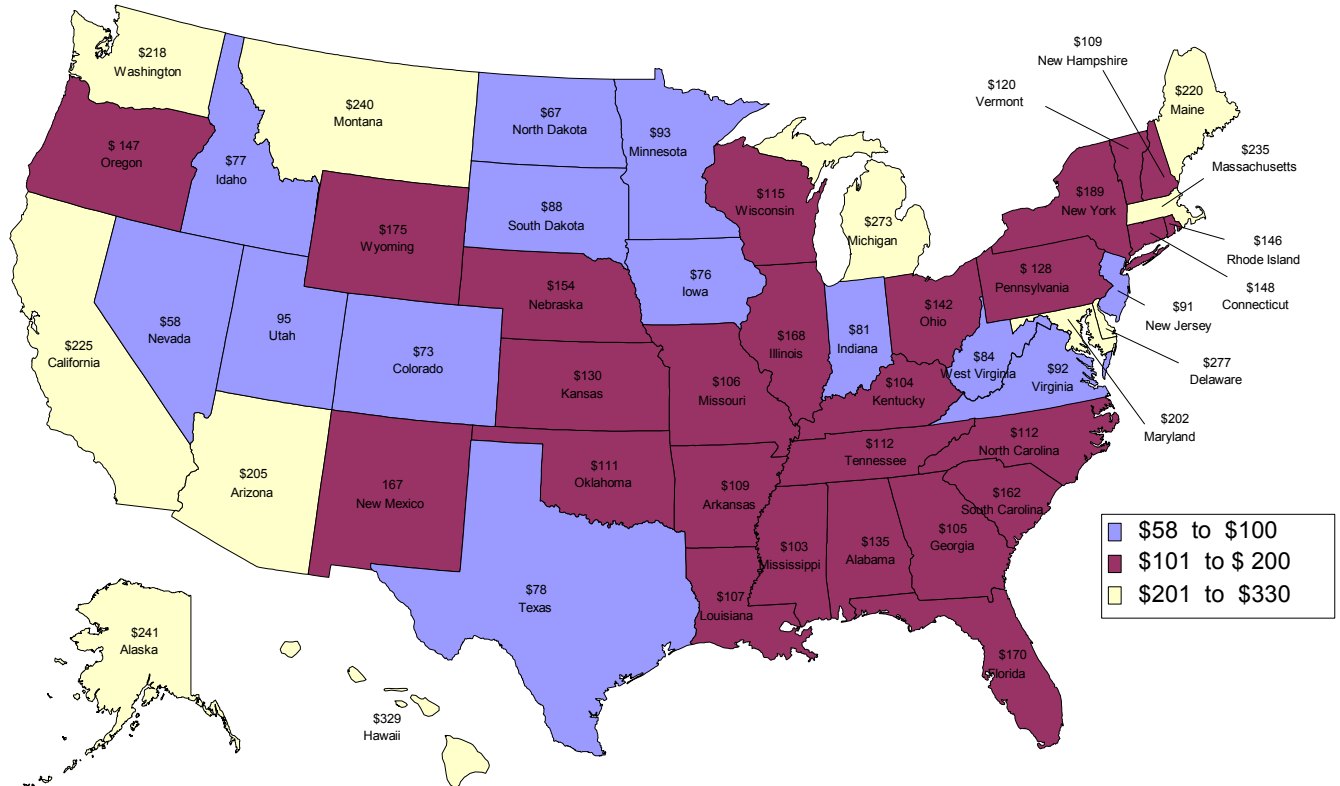 $218
Washington
$ 147
Oregon
$225
California
$58
Nevada
$77
Idaho
$240
Montana
$175
Wyoming
95
Utah
$205
Arizona
$73
Colorado
167
New Mexico
$67
North Dakota
$88
South Dakota
$154
Nebraska
$130
Kansas
$111
Oklahoma
$78
Texas
$93
Minnesota
$76
Iowa
$106
Missouri
$109
Arkansas
$107
Louisiana
$115
Wisconsin
$168
Illinois
$273
Michigan
$81
Indiana
$142
Ohio
$104
Kentucky
$112
Tennessee
$103
Mississippi
$135
Alabama
$105
Georgia
$170
Florida
$162
South Carolina
$112
North Carolina
$92
Virginia
$84
West Virginia
$ 128
Pennsylvania
$189
New York
$120
Vermont
$109
New Hampshire
$220
Maine
$235
Massachusetts
$146
Rhode Island
$148
Connecticut
$91
New Jersey
$277
Delaware
$202
Maryland
$241
Alaska
$329
Hawaii
$58 to $100
$101 to $ 200
$201 to $330